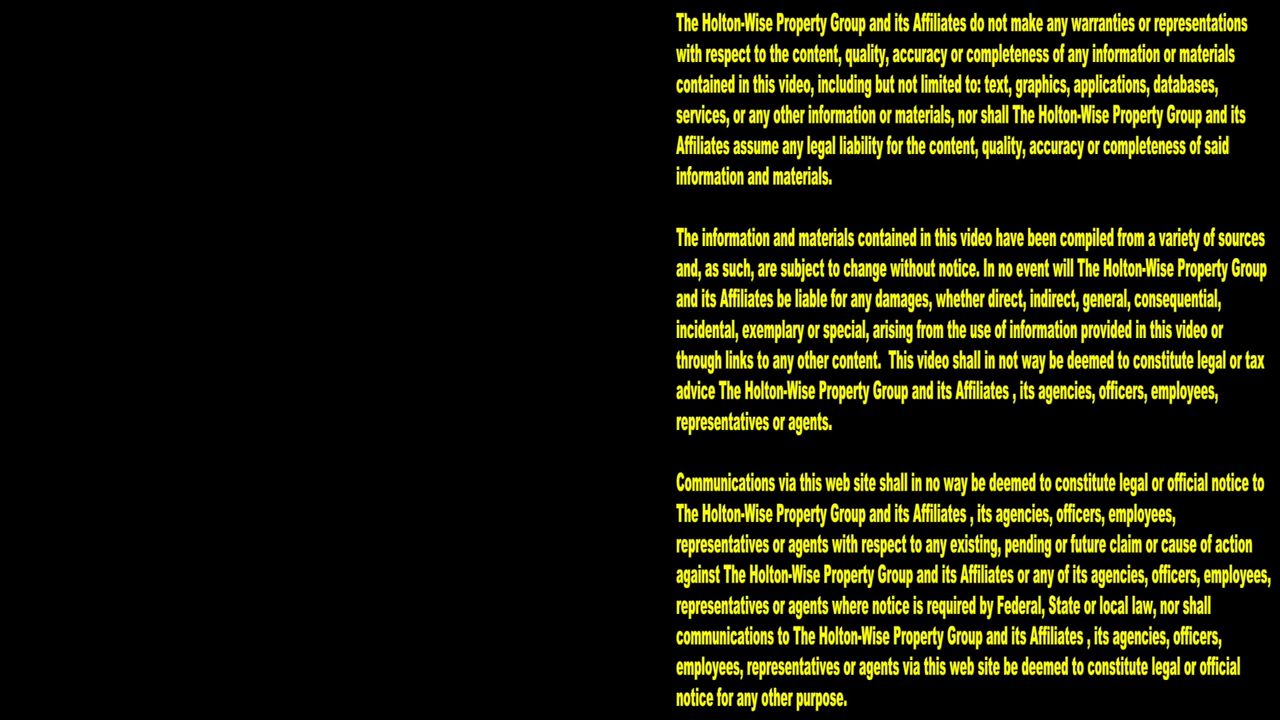 The Holton-Wise Property Group and its Affiliates do not make any warranties or representations
with respect to the content, quality, accuracy or completeness of any information or materials
contained in this video, including but not limited to: text, graphics, applications, databases,
services, or any other information or materials, nor shall The Holton-Wise Property Group and its
Affiliates assume any legal liability for the content, quality, accuracy or completeness of said
information and materials.
The information and materials contained in this video have been compiled from a variety of sources
and, as such, are subject to change without notice. In no event will The Holton-Wise Property Group
and its Affiliates be liable for any damages, whether direct, indirect, general, consequential,
incidental, exemplary or special, arising from the use of information provided in this video or
through links to any other content.  This video shall in not way be deemed to constitute legal or tax
advice The Holton-Wise Property Group and its Affiliates , its agencies, officers, employees,
representatives or agents.
Communications via this web site shall in no way be deemed to constitute legal or official notice to
The Holton-Wise Property Group and its Affiliates , its agencies, officers, employees,
representatives or agents with respect to any existing, pending or future claim or cause of action
against The Holton-Wise Property Group and its Affiliates or any of its agencies, officers, employees,
representatives or agents where notice is required by Federal, State or local law, nor shall
communications to The Holton-Wise Property Group and its Affiliates , its agencies, officers,
employees, representatives or agents via this web site be deemed to constitute legal or official
notice for any other purpose.